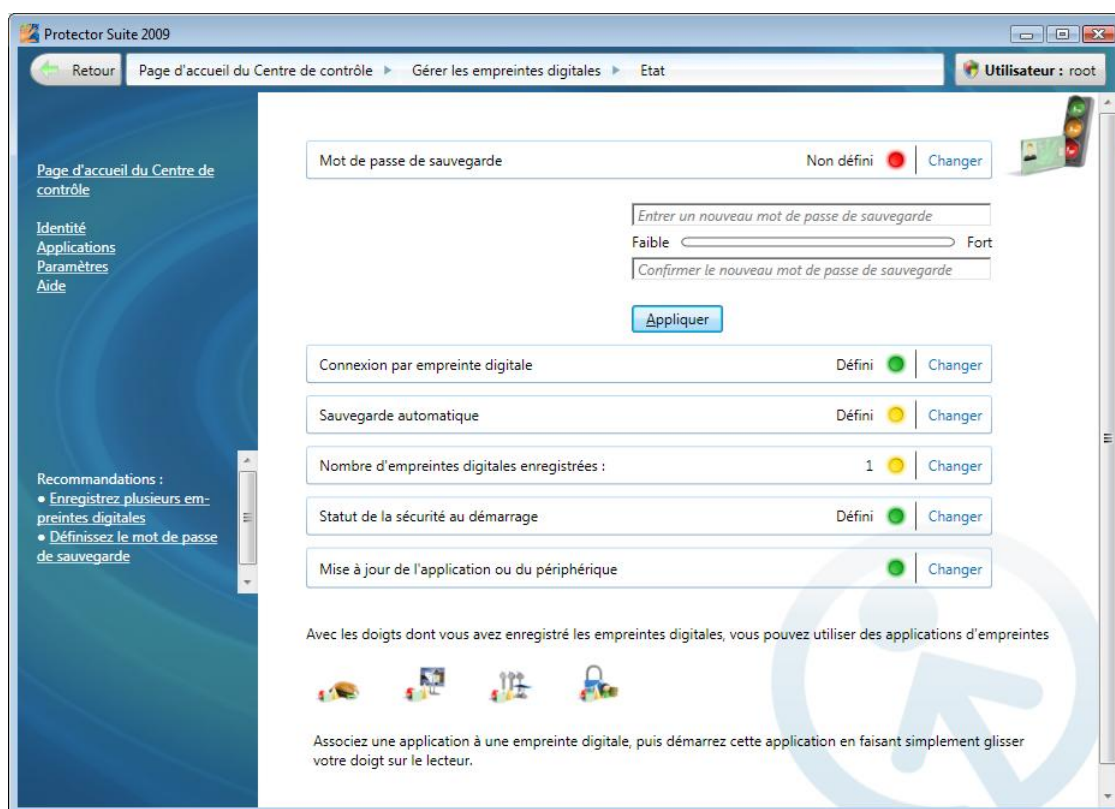 Protector Suite 2009
Retour
Page d'accueil du Centre de contrôle
Gérer les empreintes digitales
Etat
Utilisateur : root
Page d'accueil du Centre de
contrôle
Identité
Applications
Paramètres
Aide
Recommandations :
• Enregistrez plusieurs em-
preintes digitales
• Définissez le mot de passe
de sauvegarde
Mot de passe de sauvegarde Non défini Changer
Entrer un nouveau mot de passe de sauvegarde
Faible Fort
Confirmer le nouveau mot de passe de sauvegarde
Appliquer
Connexion par empreinte digitale Défini Changer
Sauvegarde automatique Défini Changer
Nombre d'empreintes digitales enregistrées : 1 Changer
Statut de la sécurité au démarrage Défini Changer
Mise à jour de l'application ou du périphérique Changer
Avec les doigts dont vous avez enregistré les empreintes digitales, vous pouvez utiliser des applications d'empreintes
Associez une application à une empreinte digitale, puis démarrez cette application en faisant simplement glisser
votre doigt sur le lecteur.